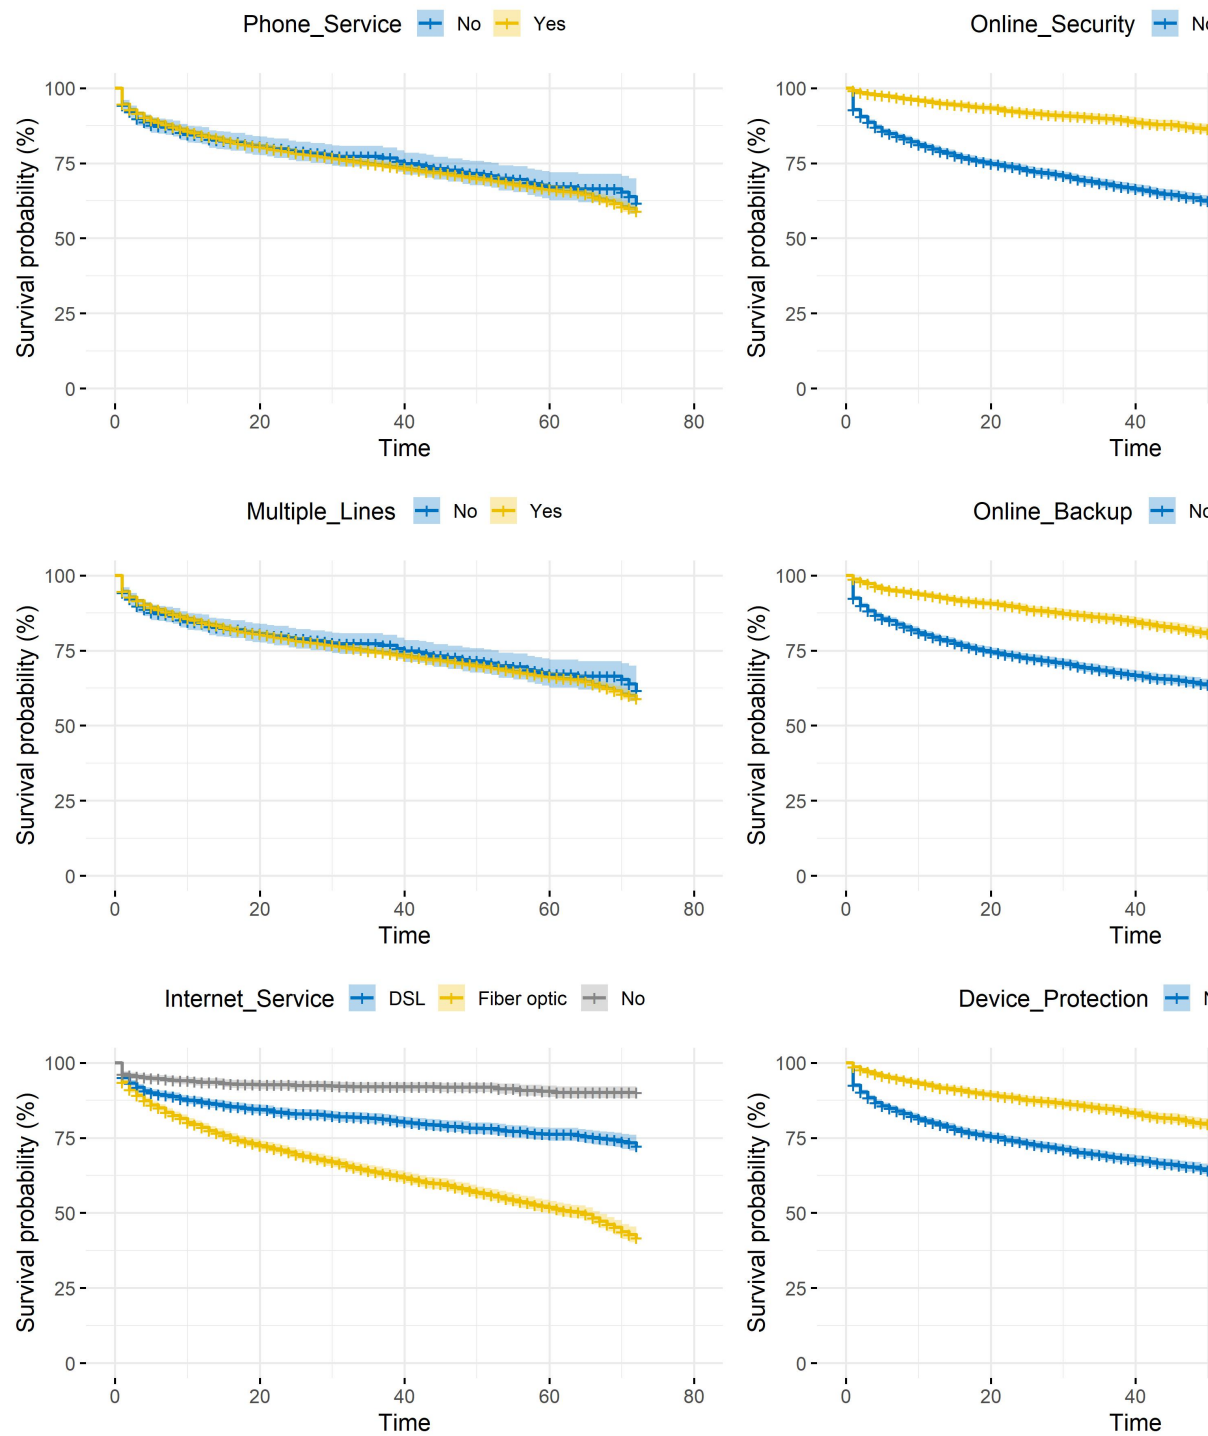 Phone_Service No Yes
Survival probability (%)
100
75
50
25
0
0 20 40 60 80
Time
Online_Security No
Survival probability (%)
100
75
50
25
0
0 20 40
Time
Multiple_Lines No Yes
Survival probability (%)
100
75
50
25
0
0 20 40 60 80
Time
Online_Backup No
Survival probability (%)
100
75
50
25
0
0 20 40
Time
Internet_Service DSL Fiber optic No
Survival probability (%)
100
75
50
25
0
0 20 40 60 80
Time
Device_Protection N
Survival probability (%)
100
75
50
25
0
0 20 40
Time